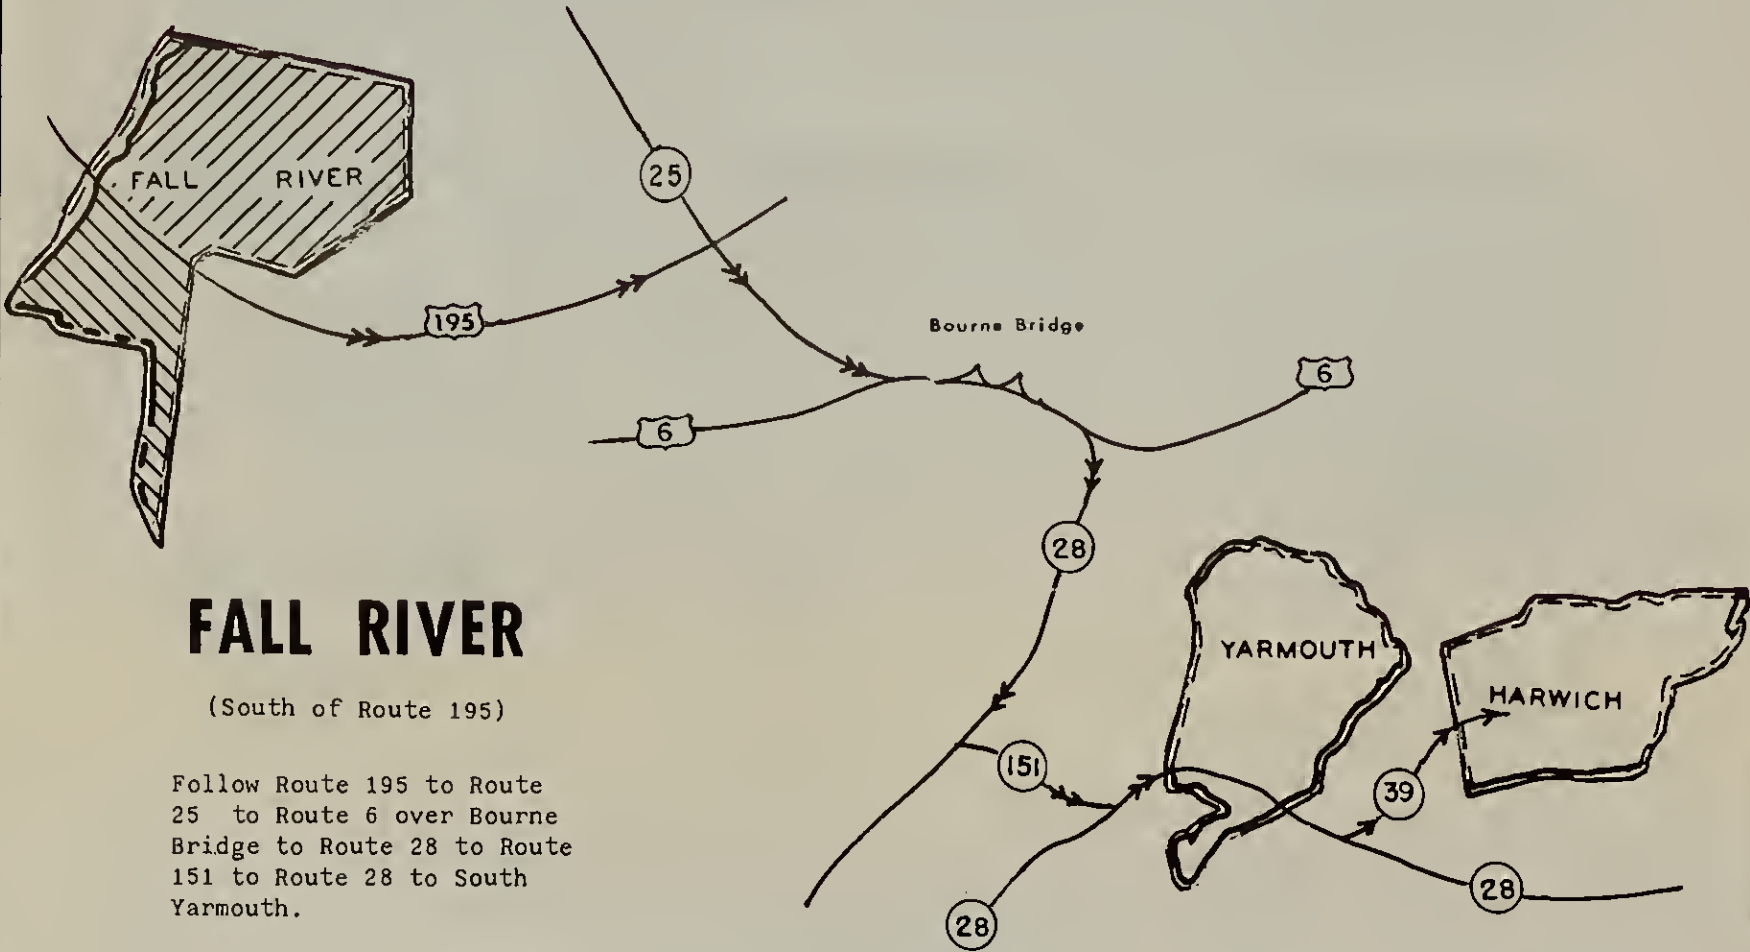 FALL RIVER
25
195
Bourne Bridge
6
6
28
YARMOUTH
HARWICH
151
39
28
28
FALL RIVER
(South of Route 195)
Follow Route 195 to Route
25 to Route 6 over Bourne
Bridge to Route 28 to Route
151 to Route 28 to South
Yarmouth.